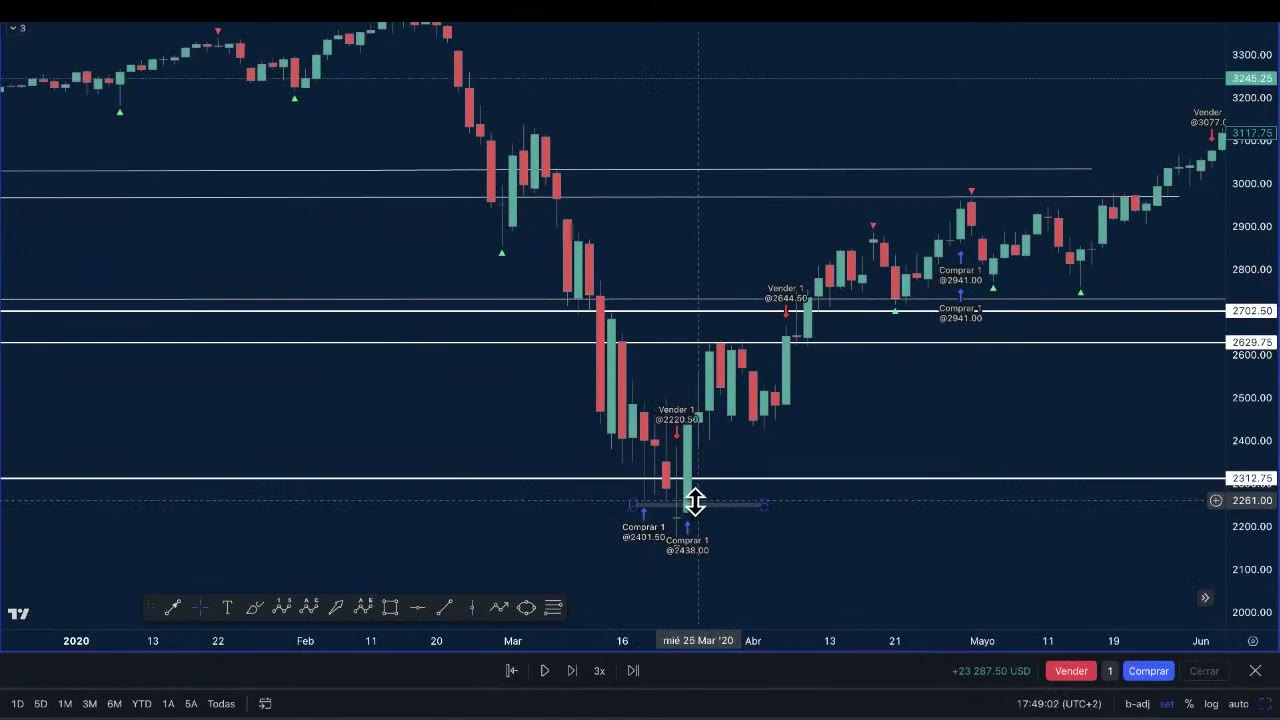 3
3300.00
3245.25
3200.00
Vender
@3077.0
3117.75
3100.00
3000.00
2900.00
2800.00
Comprar 1
@2941.00
Comprar 1
@2941.00
Vender 1
@2644.50
2702.50
2629.75
2600.00
2500.00
Vender 1
@2220.50
2400.00
2312.75
2261.00
2200.00
Comprar 1
@2401.50
Comprar 1
@2438.00
2100.00
2000.00
2020 13 22 Feb 11 20 Mar 16 mié 25 Mar '20 Abr 13 21 Mayo 11 19 Jun
3x +23 287.50 USD Vender 1 Comprar Cerrar
1D 5D 1M 3M 6M YTD 1A 5A Todas 17:49:02 (UTC+2) b-adj set % log auto